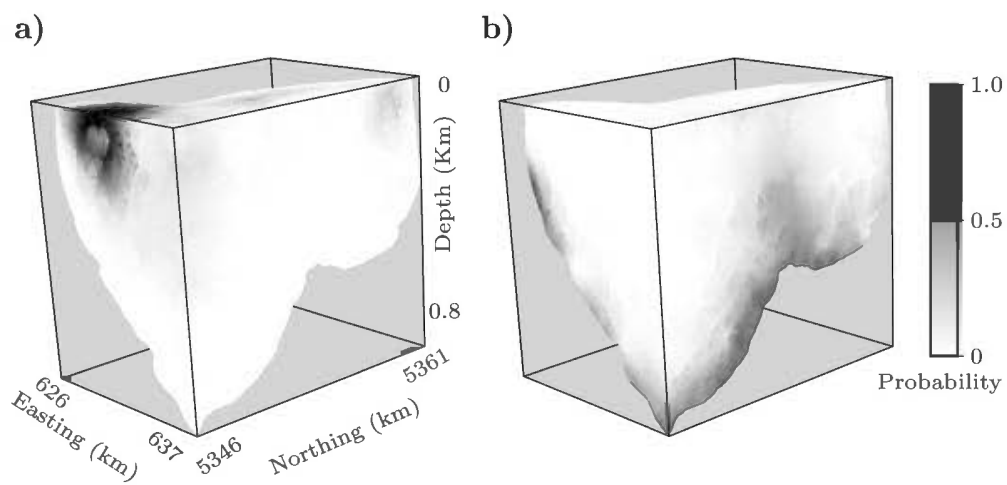 a)
0
Depth (Km)
0.8
626
Easting (km)
637
5346
Northing (km)
5361
b)
1.0
0.5
0
Probability